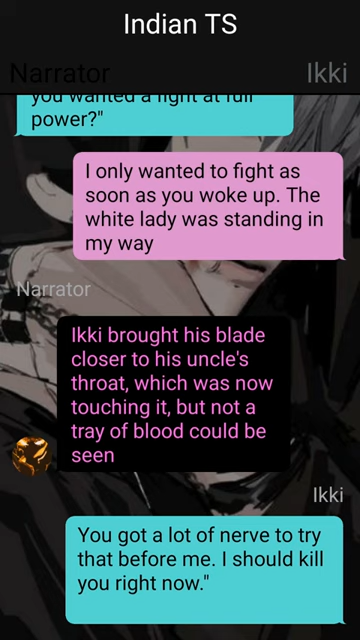 Indian TS
Narrator
Ikki
you wanted a fight at full
power?"
I only wanted to fight as
soon as you woke up. The
white lady was standing in
my way
Narrator
Ikki brought his blade
closer to his uncle's
throat, which was now
touching it, but not a
tray of blood could be
seen
Ikki
You got a lot of nerve to try
that before me. I should kill
you right now."